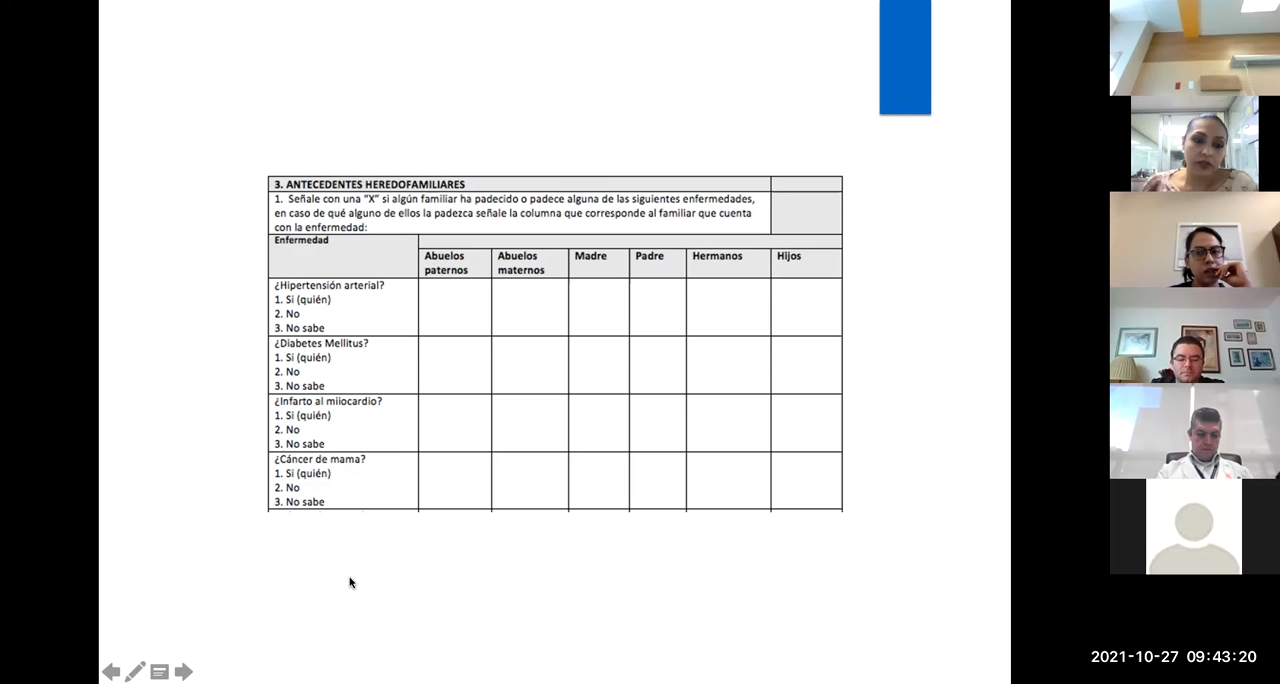 3. ANTECEDENTES HEREDOFAMILIARES
1. Señale con una "X" si algún familiar ha padecido o padece alguna de las siguientes enfermedades,
en caso de qué alguno de ellos la padezca señale la columna que corresponde al familiar que cuenta
con la enfermedad:
Enfermedad
Abuelos
paternos
Abuelos
maternos
Madre
Padre
Hermanos
Hijos
¿Hipertensión arterial?
1. Si (quién)
2. No
3. No sabe
¿Diabetes Mellitus?
1. Si (quién)
2. No
3. No sabe
¿Infarto al miiocardio?
1. Si (quién)
2. No
3. No sabe
¿Cáncer de mama?
1. Si (quién)
2. No
3. No sabe
2021-10-27 09:43:20